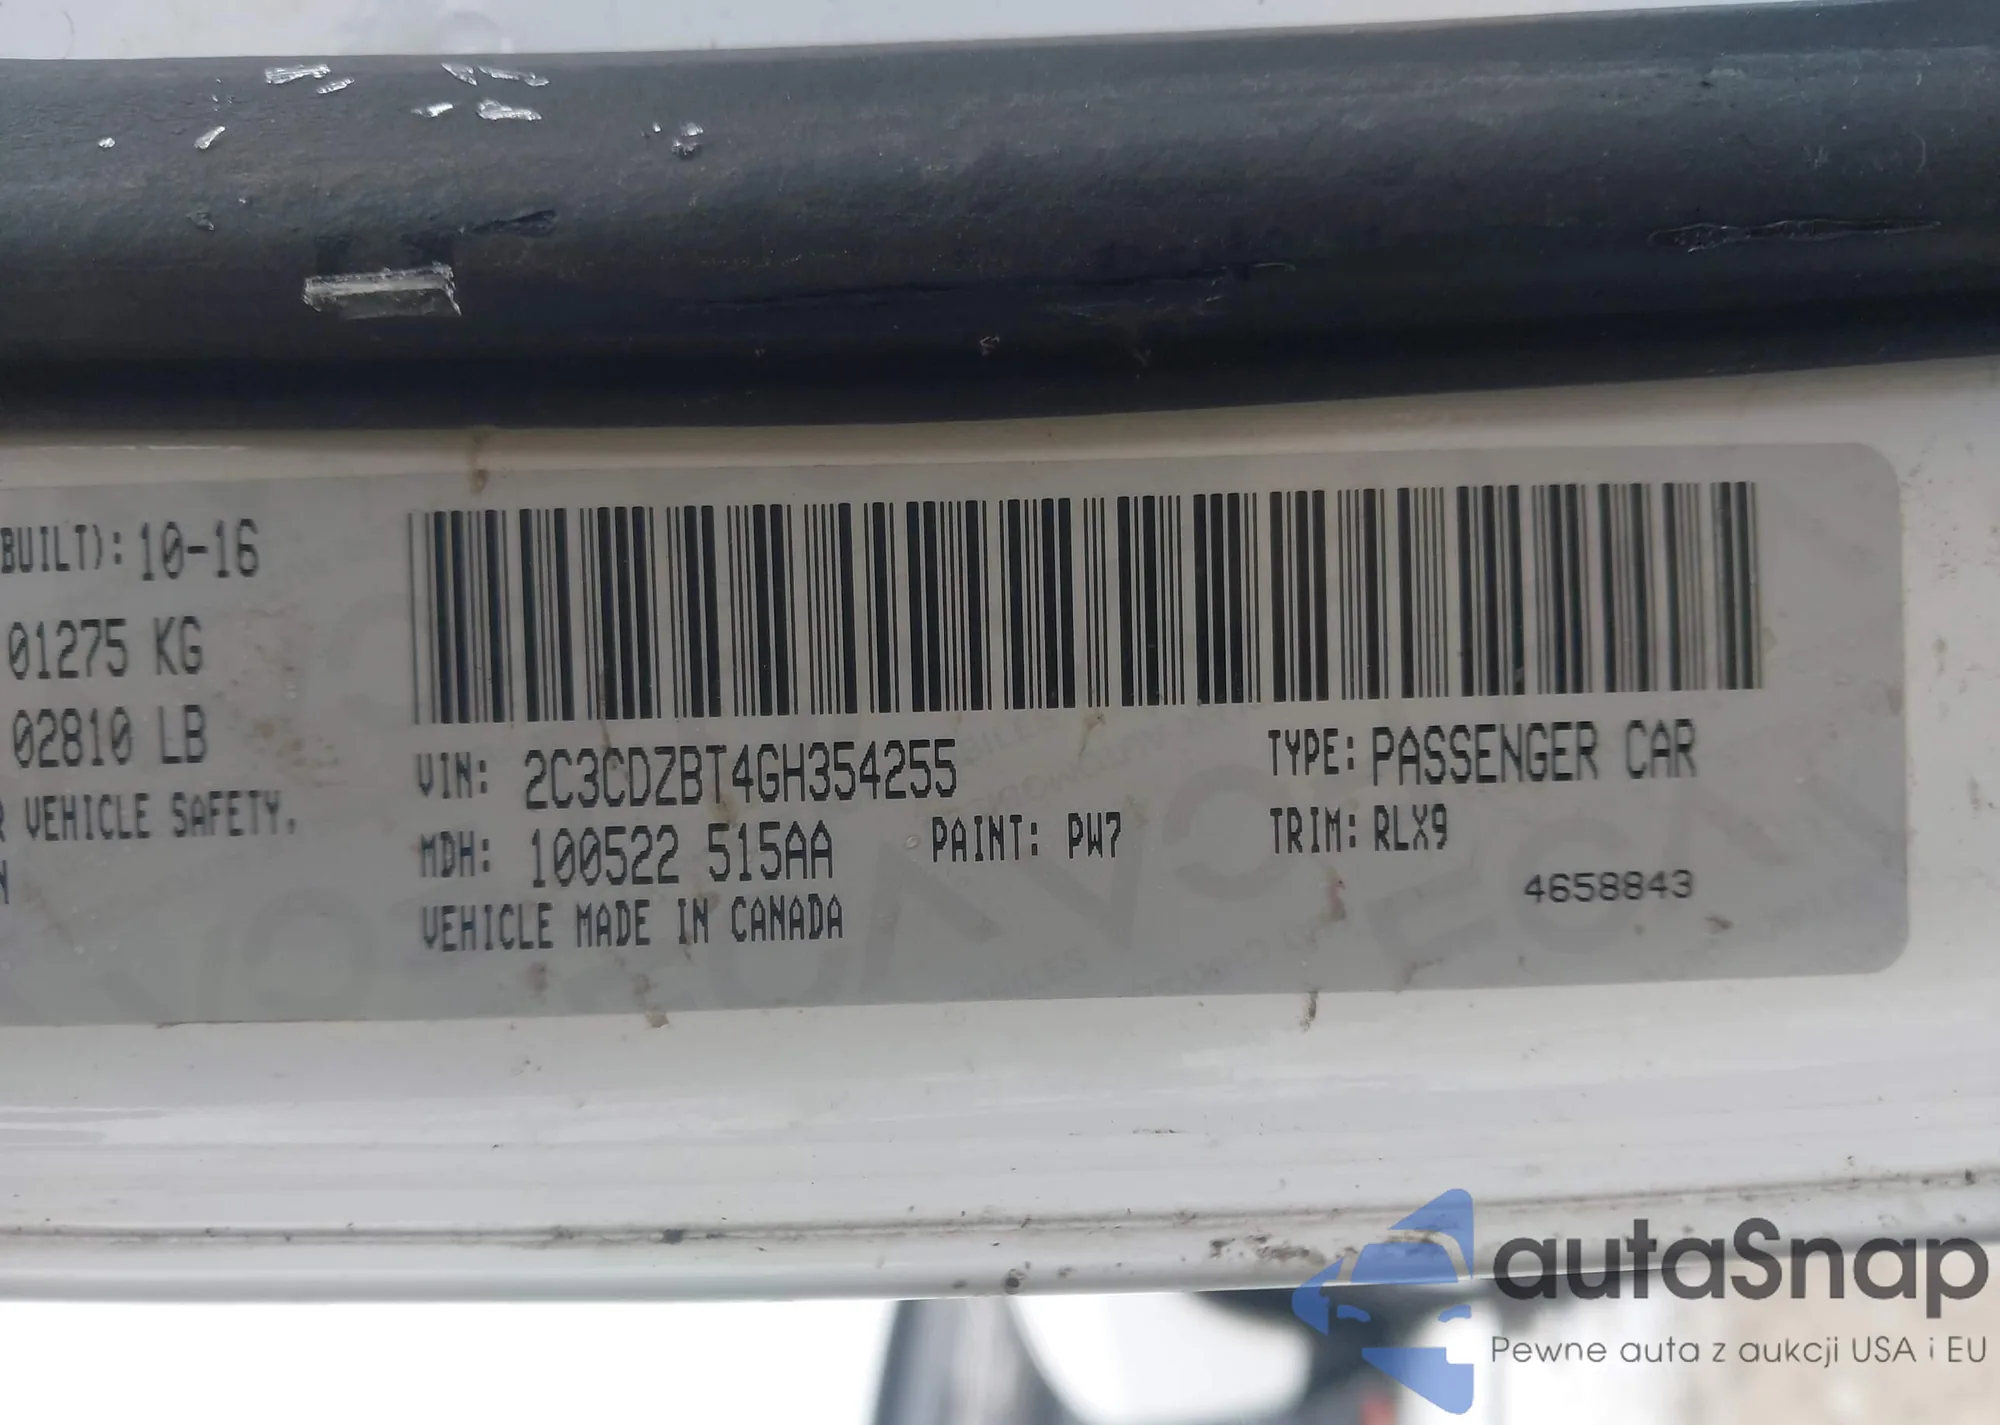 BUILT): 10-16
01275 KG
02810 LB
VEHICLE SAFETY.
VIN: 2C3CDZBT4GH354255
TYPE: PASSENGER CAR
MDH: 100522 515AA
PAINT: PW7
TRIM: RLX9
4658843
VEHICLE MADE IN CANADA
autaSnap
Pewne auta z aukcji USA i EU